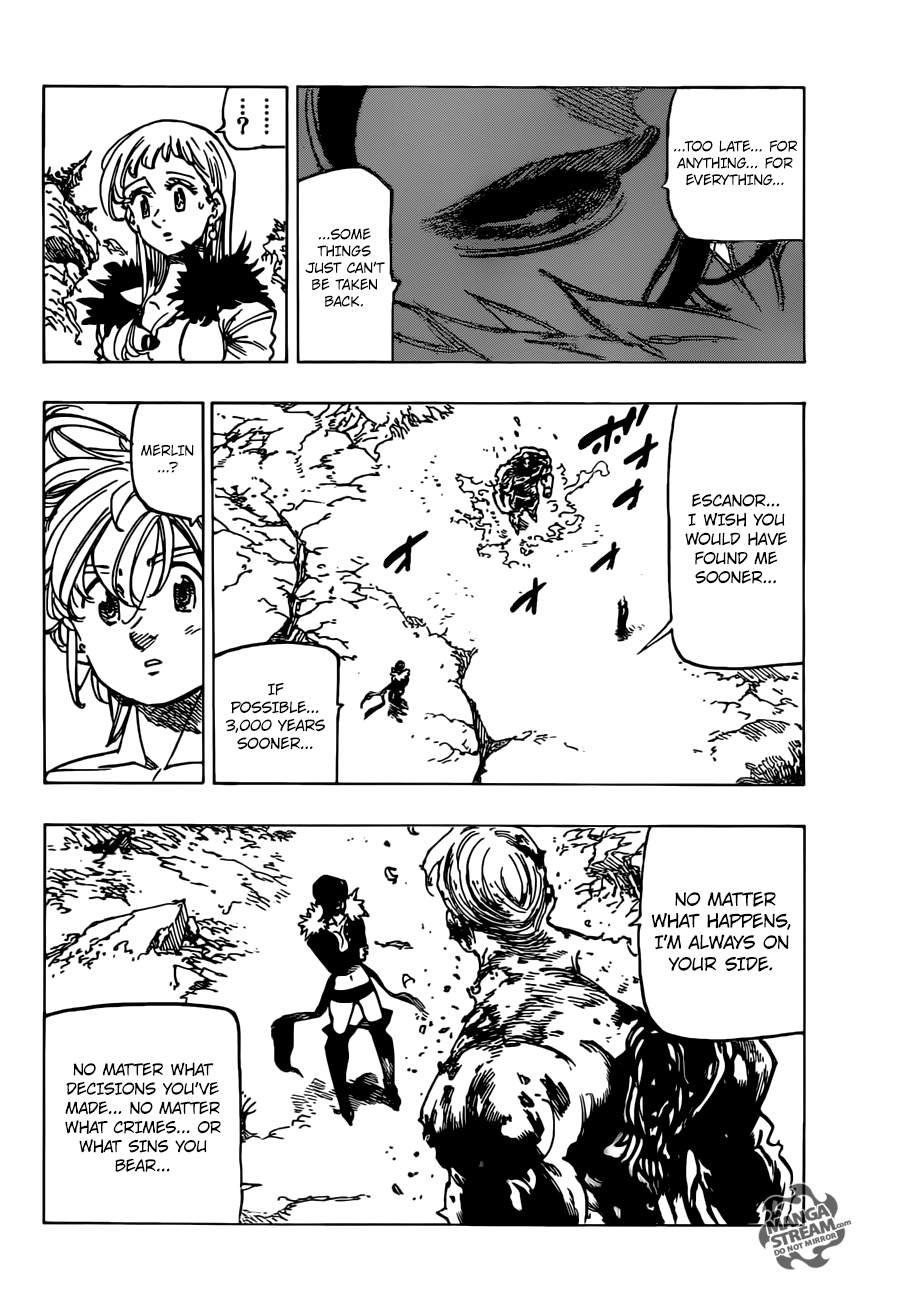 ...TOO LATE... FOR
ANYTHING... FOR
EVERYTHING...
...SOME
THINGS
JUST CAN'T
BE TAKEN
BACK.
......
?
ESCANOR...
I WISH YOU
WOULD HAVE
FOUND ME
SOONER...
IF
POSSIBLE...
3,000 YEARS
SOONER...
MERLIN
...?
NO MATTER
WHAT HAPPENS,
I'M ALWAYS ON
YOUR SIDE.
NO MATTER WHAT
DECISIONS YOU'VE
MADE... NO MATTER
WHAT CRIMES... OR
WHAT SINS YOU
BEAR...
MANGA
STREAM.com
DO NOT MIRROR